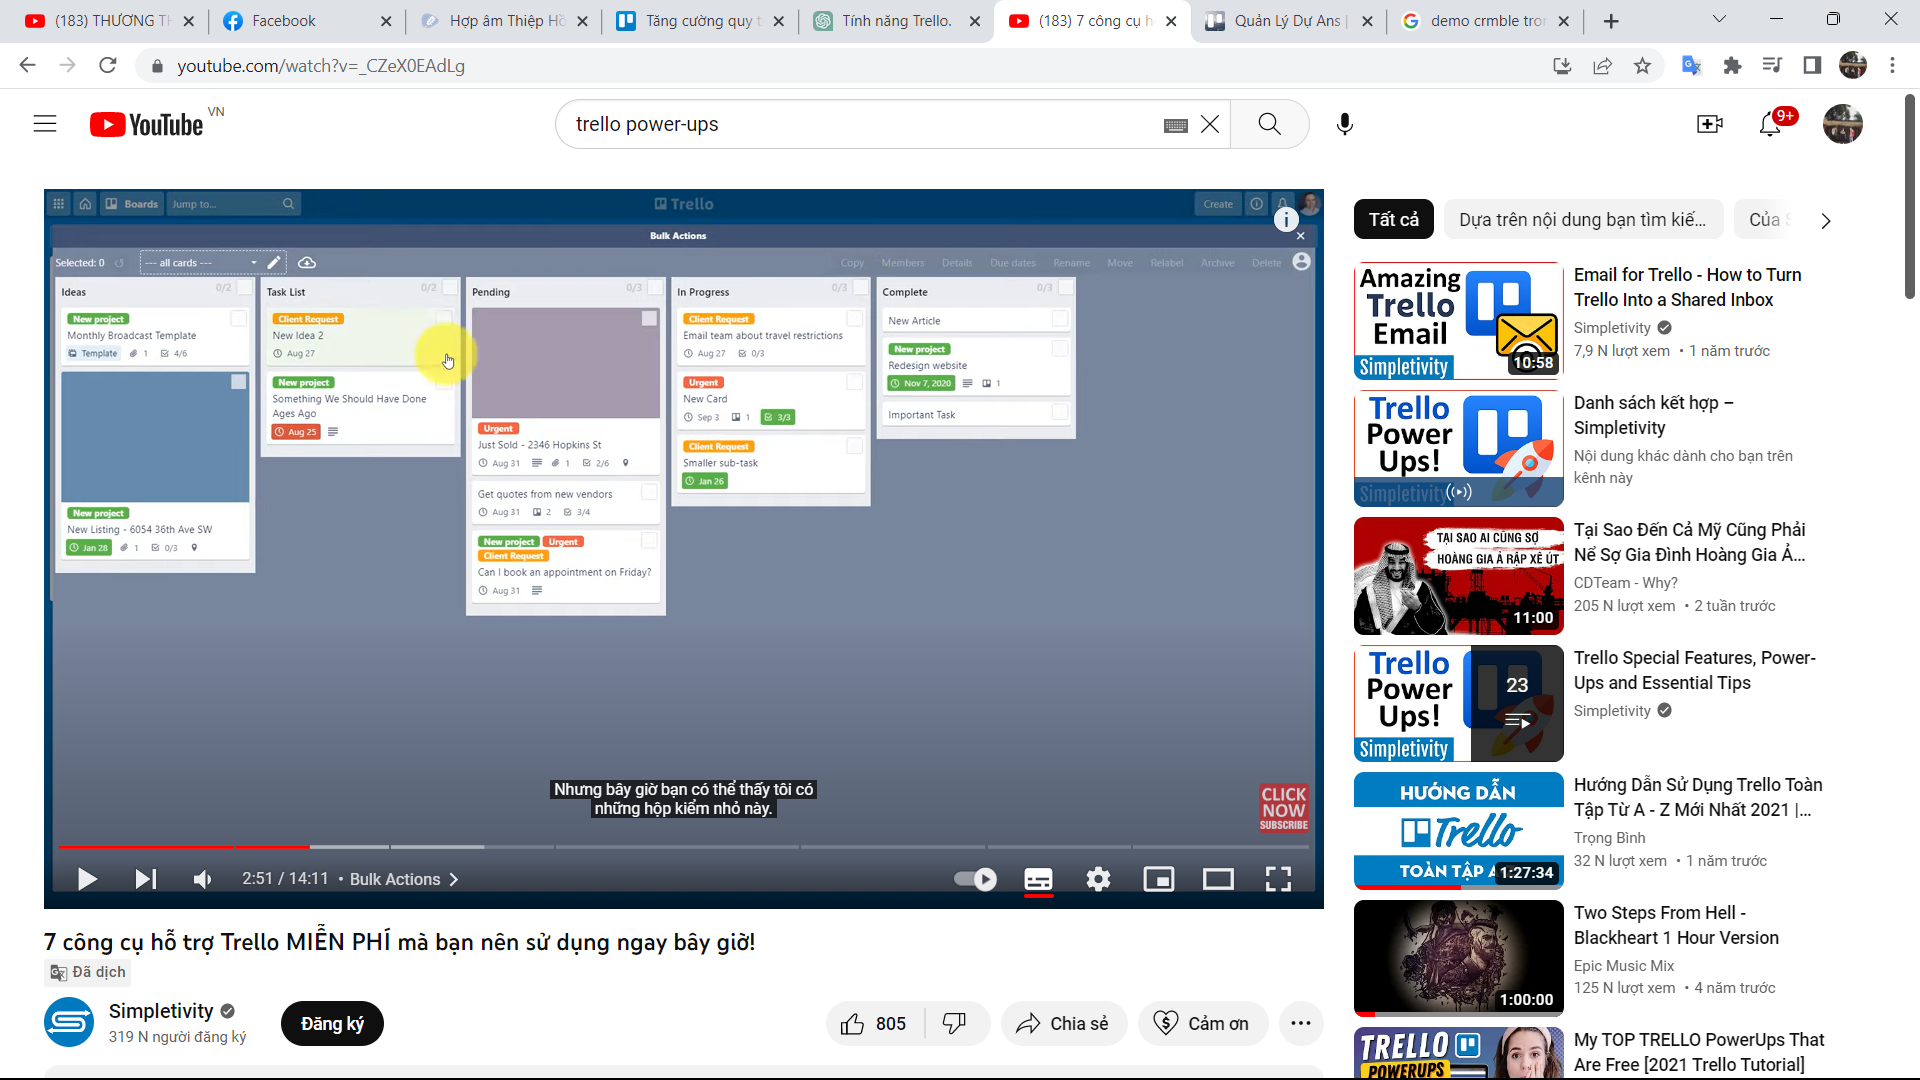 (183) THƯƠNG TH
Facebook
Hợp âm Thiệp Hồ
Tăng cường quy t
Tính năng Trello.
(183) 7 công cụ h
Quản Lý Dự Ans |
demo crmble tron
youtube.com/watch?v=_CZeX0EAdLg
YouTube VN
trello power-ups
9+
Boards
Jump to...
Trello
Create
Bulk Actions
Selected: 0
--- all cards ---
Copy Members Details Due dates Rename Move Relabel Archive Delete
Ideas 0/2
New project
Monthly Broadcast Template
Template 1 4/6
New project
New Listing - 6054 36th Ave SW
Jan 28 1 0/3
Task List 0/2
Client Request
New Idea 2
Aug 27
New project
Something We Should Have Done
Ages Ago
Aug 25
Pending 0/3
Urgent
Just Sold - 2346 Hopkins St
Aug 31 1 2/6
Get quotes from new vendors
Aug 31 2 3/4
New project Urgent
Client Request
Can I book an appointment on Friday?
Aug 31
In Progress 0/3
Client Request
Email team about travel restrictions
Aug 27 0/3
Urgent
New Card
Sep 3 1 3/3
Client Request
Smaller sub-task
Jan 26
Complete 0/3
New Article
New project
Redesign website
Nov 7, 2020 1
Important Task
Nhưng bây giờ bạn có thể thấy tôi có
những hộp kiểm nhỏ này.
CLICK
NOW
SUBSCRIBE
2:51 / 14:11 • Bulk Actions
7 công cụ hỗ trợ Trello MIỄN PHÍ mà bạn nên sử dụng ngay bây giờ!
Đã dịch
Simpletivity
319 N người đăng ký
Đăng ký
805
Chia sẻ
Cảm ơn
Tất cả
Dựa trên nội dung bạn tìm kiế...
Của S
Amazing
Trello
Email
Simpletivity
10:58
Email for Trello - How to Turn
Trello Into a Shared Inbox
Simpletivity
7,9 N lượt xem • 1 năm trước
Trello
Power
Ups!
Simpletivity
Danh sách kết hợp –
Simpletivity
Nội dung khác dành cho bạn trên
kênh này
TẠI SAO AI CŨNG SỢ
HOÀNG GIA Ả RẬP XÊ ÚT
11:00
Tại Sao Đến Cả Mỹ Cũng Phải
Nể Sợ Gia Đình Hoàng Gia Ả...
CDTeam - Why?
205 N lượt xem • 2 tuần trước
Trello
Power
Ups!
Simpletivity
23
Trello Special Features, Power-
Ups and Essential Tips
Simpletivity
HƯỚNG DẪN
Trello
TOÀN TẬP A
1:27:34
Hướng Dẫn Sử Dụng Trello Toàn
Tập Từ A - Z Mới Nhất 2021 |...
Trọng Bình
32 N lượt xem • 1 năm trước
1:00:00
Two Steps From Hell -
Blackheart 1 Hour Version
Epic Music Mix
125 N lượt xem • 4 năm trước
TRELLO
POWERUPS
My TOP TRELLO PowerUps That
Are Free [2021 Trello Tutorial]